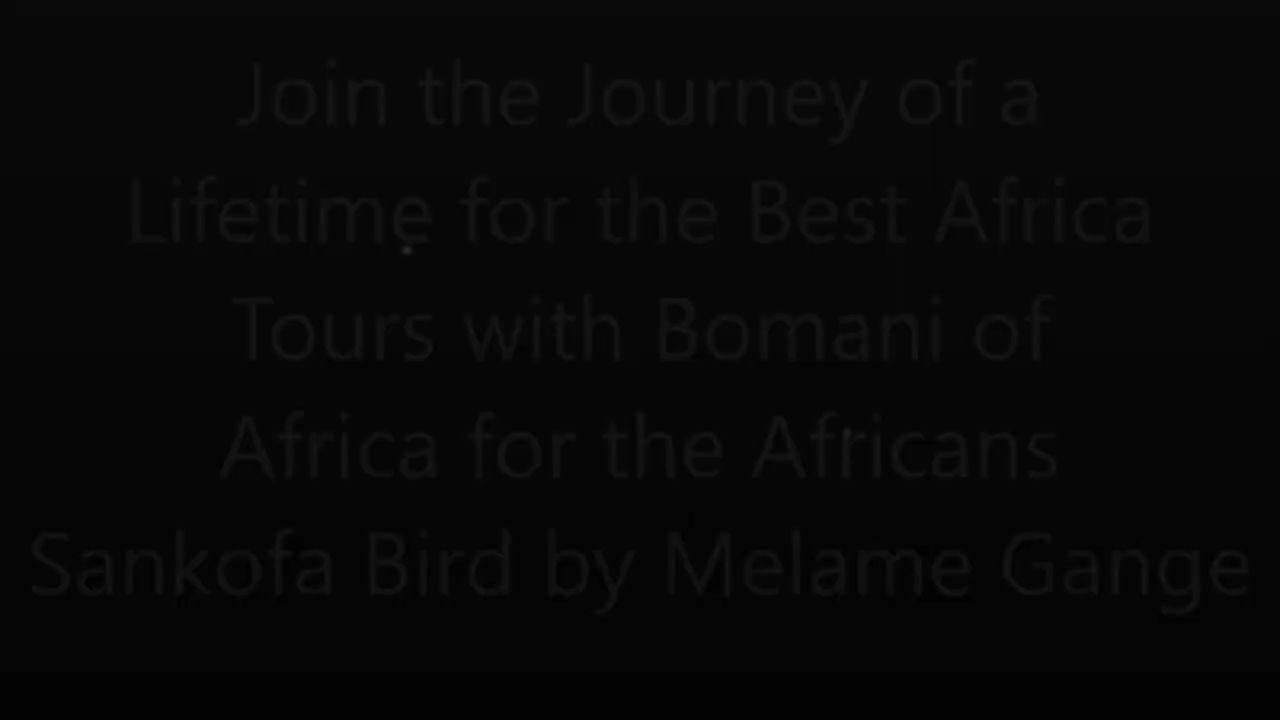 Join the Journey of a
Lifetime for the Best Africa
Tours with Bomani of
Africa for the Africans
Sankofa Bird by Melame Gange